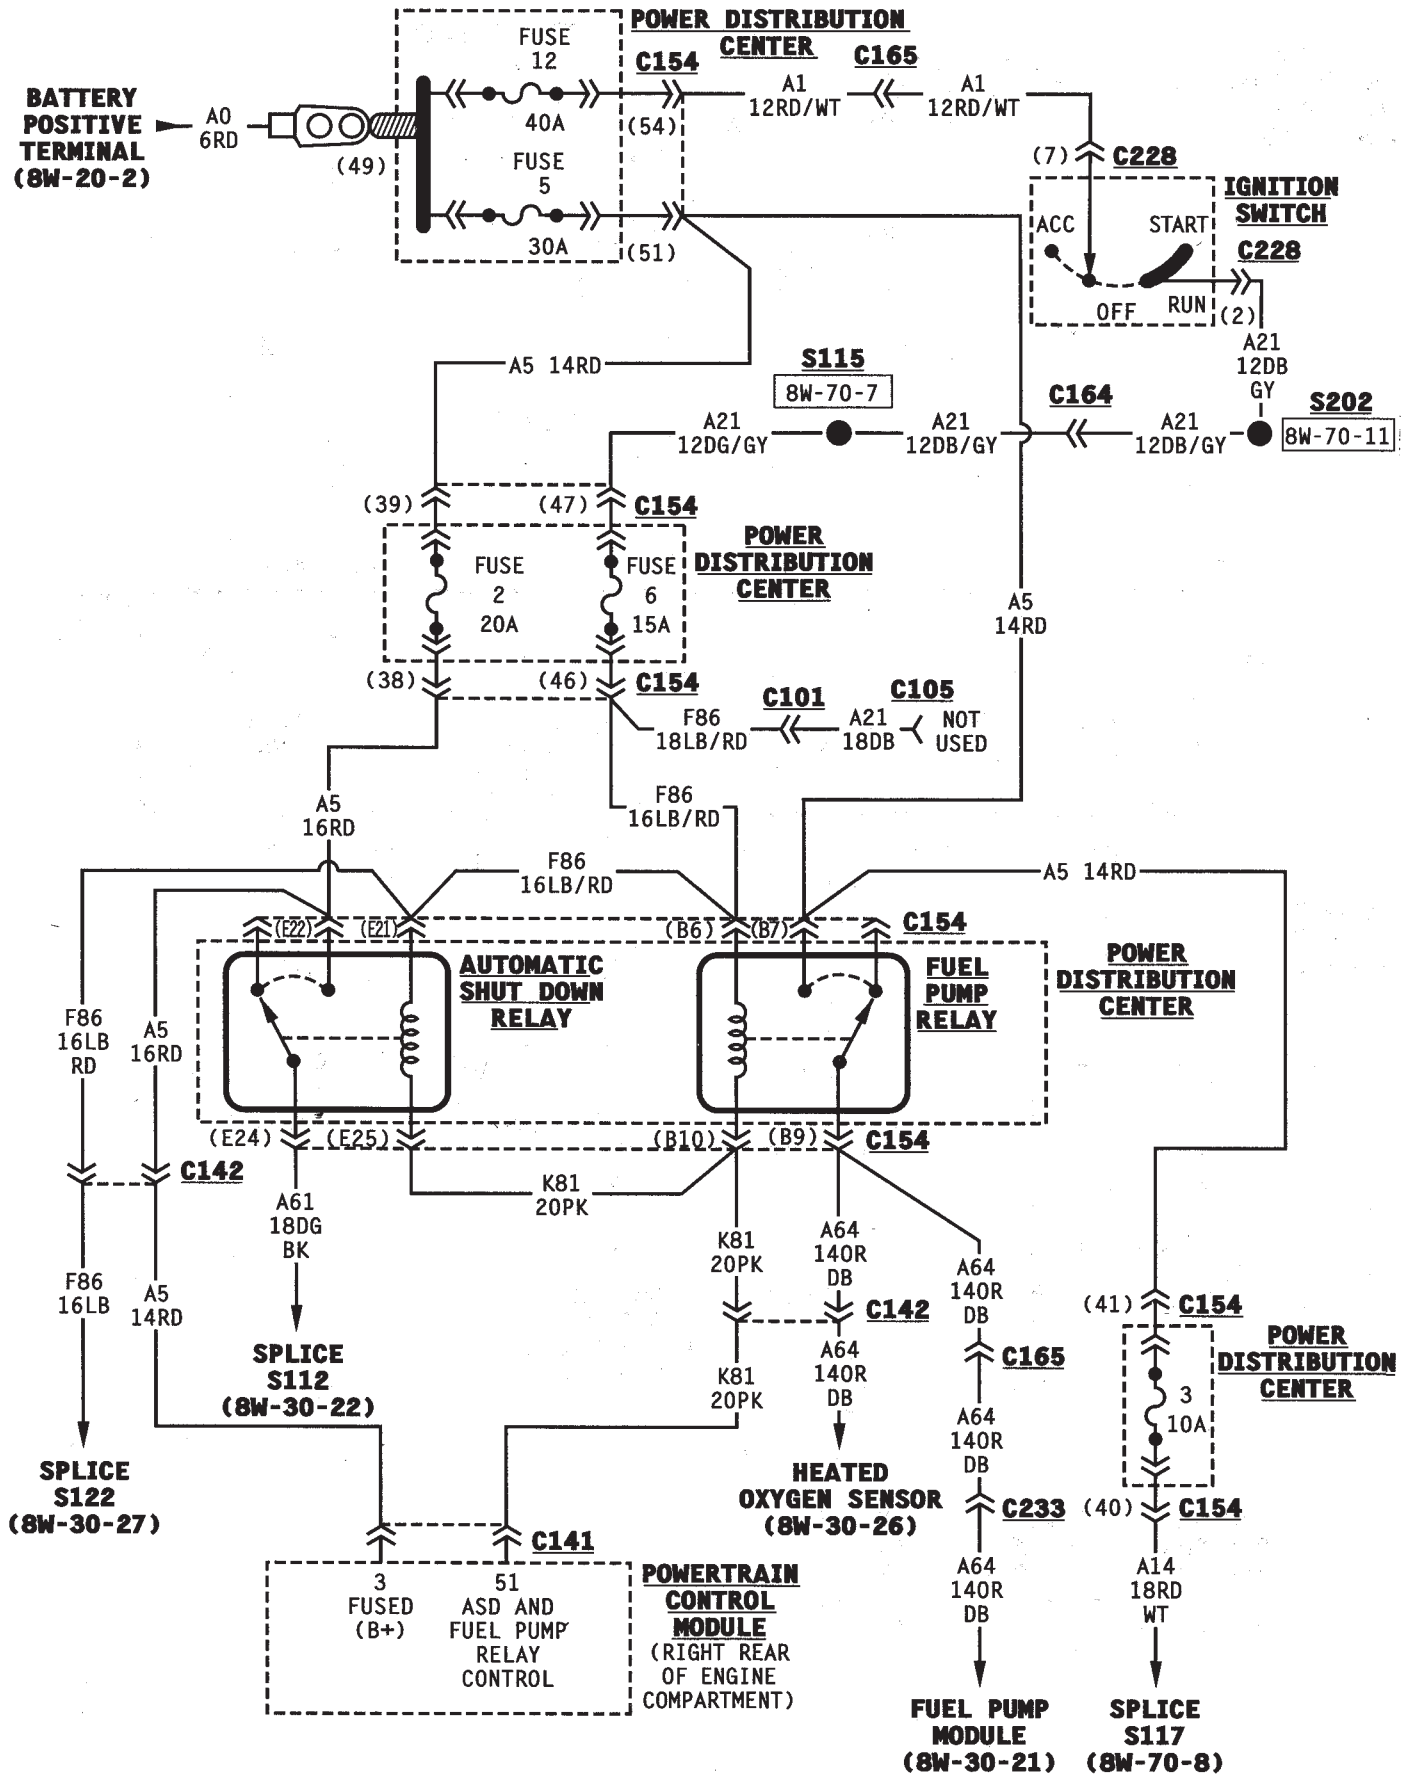 POWER DISTRIBUTION
CENTER
FUSE
12
40A
C154
(54)
A1
12RD/WT
C165
A1
12RD/WT
BATTERY
POSITIVE
TERMINAL
(8W-20-2)
A0
6RD
(49)
FUSE
5
30A
(51)
(7)
C228
IGNITION
SWITCH
ACC
START
OFF
RUN
C228
(2)
A21
12DB
GY
A5 14RD
S115
8W-70-7
C164
S202
8W-70-11
A21
12DG/GY
A21
12DB/GY
A21
12DB/GY
(39)
(47)
C154
POWER
DISTRIBUTION
CENTER
FUSE
2
20A
FUSE
6
15A
A5
14RD
(38)
(46)
C154
F86
18LB/RD
C101
A21
18DB
C105
NOT
USED
A5
16RD
F86
16LB/RD
F86
16LB/RD
A5 14RD
(E22)
(E21)
(B6)
(B7)
C154
AUTOMATIC
SHUT DOWN
RELAY
FUEL
PUMP
RELAY
POWER
DISTRIBUTION
CENTER
F86
16LB
RD
A5
16RD
(E24)
(E25)
(B10)
(B9)
C154
C142
A61
18DG
BK
K81
20PK
K81
20PK
A64
14OR
DB
A64
14OR
DB
F86
16LB
A5
14RD
C142
(41)
C154
SPLICE
S112
(8W-30-22)
K81
20PK
A64
14OR
DB
C165
POWER
DISTRIBUTION
CENTER
3
10A
A64
14OR
DB
SPLICE
S122
(8W-30-27)
HEATED
OXYGEN SENSOR
(8W-30-26)
C233
(40)
C154
C141
3
FUSED
(B+)
51
ASD AND
FUEL PUMP
RELAY
CONTROL
POWERTRAIN
CONTROL
MODULE
(RIGHT REAR
OF ENGINE
COMPARTMENT)
A64
14OR
DB
A14
18RD
WT
FUEL PUMP
MODULE
(8W-30-21)
SPLICE
S117
(8W-70-8)